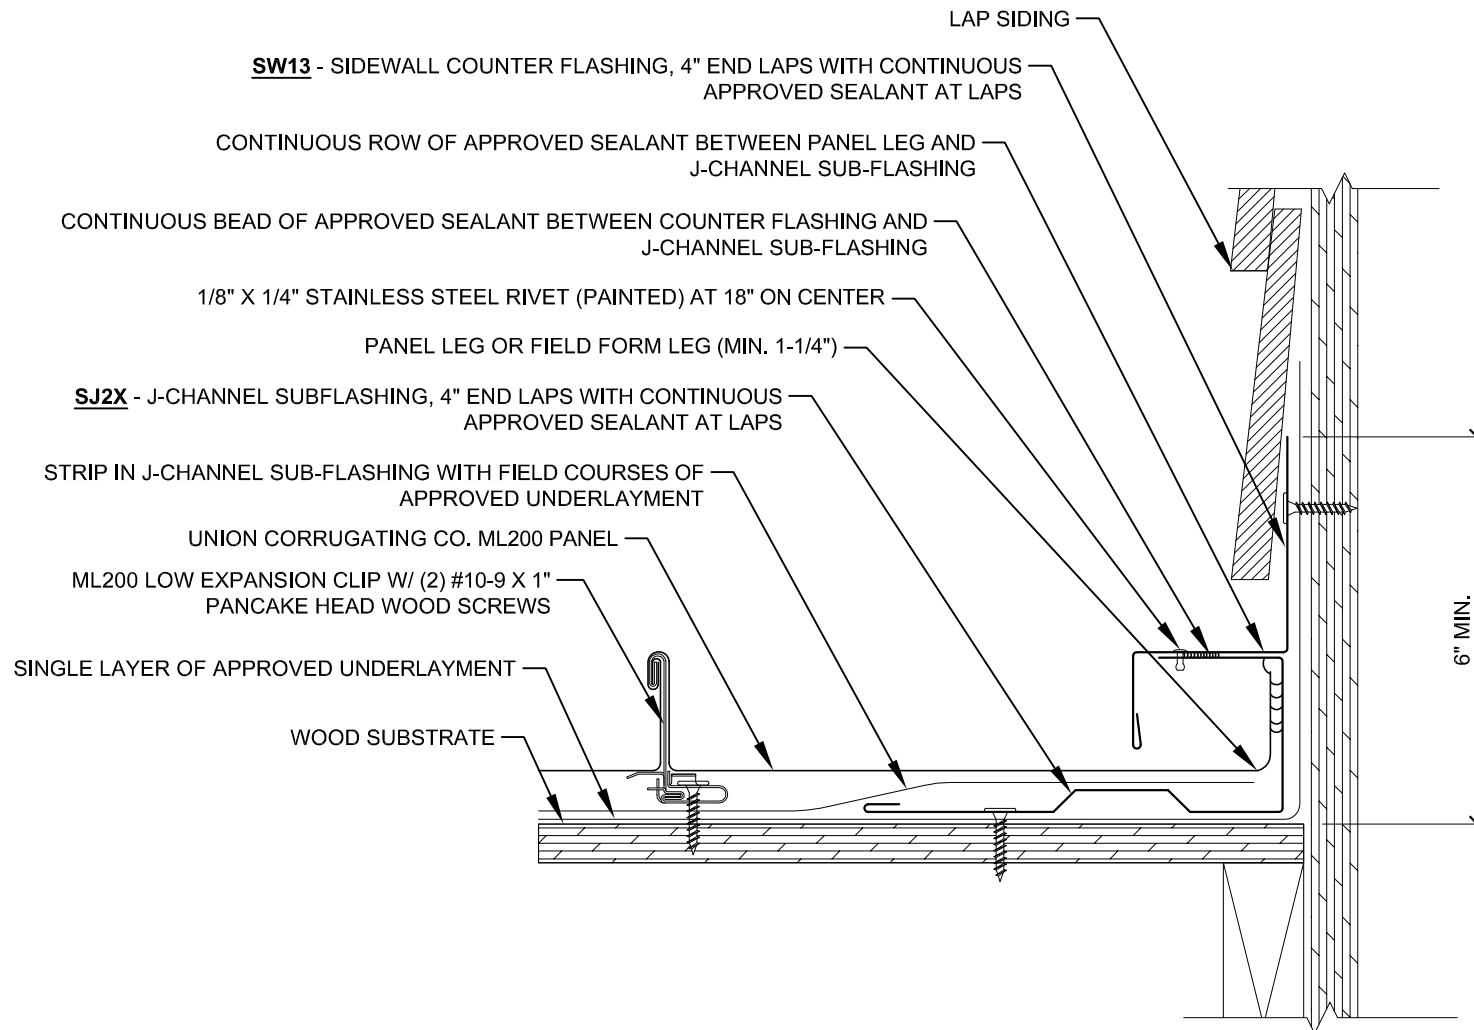 LAP SIDING
SW13 - SIDEWALL COUNTER FLASHING, 4" END LAPS WITH CONTINUOUS
APPROVED SEALANT AT LAPS
CONTINUOUS ROW OF APPROVED SEALANT BETWEEN PANEL LEG AND
J-CHANNEL SUB-FLASHING
CONTINUOUS BEAD OF APPROVED SEALANT BETWEEN COUNTER FLASHING AND
J-CHANNEL SUB-FLASHING
1/8" X 1/4" STAINLESS STEEL RIVET (PAINTED) AT 18" ON CENTER
PANEL LEG OR FIELD FORM LEG (MIN. 1-1/4")
SJ2X - J-CHANNEL SUBFLASHING, 4" END LAPS WITH CONTINUOUS
APPROVED SEALANT AT LAPS
STRIP IN J-CHANNEL SUB-FLASHING WITH FIELD COURSES OF
APPROVED UNDERLAYMENT
UNION CORRUGATING CO. ML200 PANEL
ML200 LOW EXPANSION CLIP W/ (2) #10-9 X 1"
PANCAKE HEAD WOOD SCREWS
SINGLE LAYER OF APPROVED UNDERLAYMENT
WOOD SUBSTRATE
6" MIN.